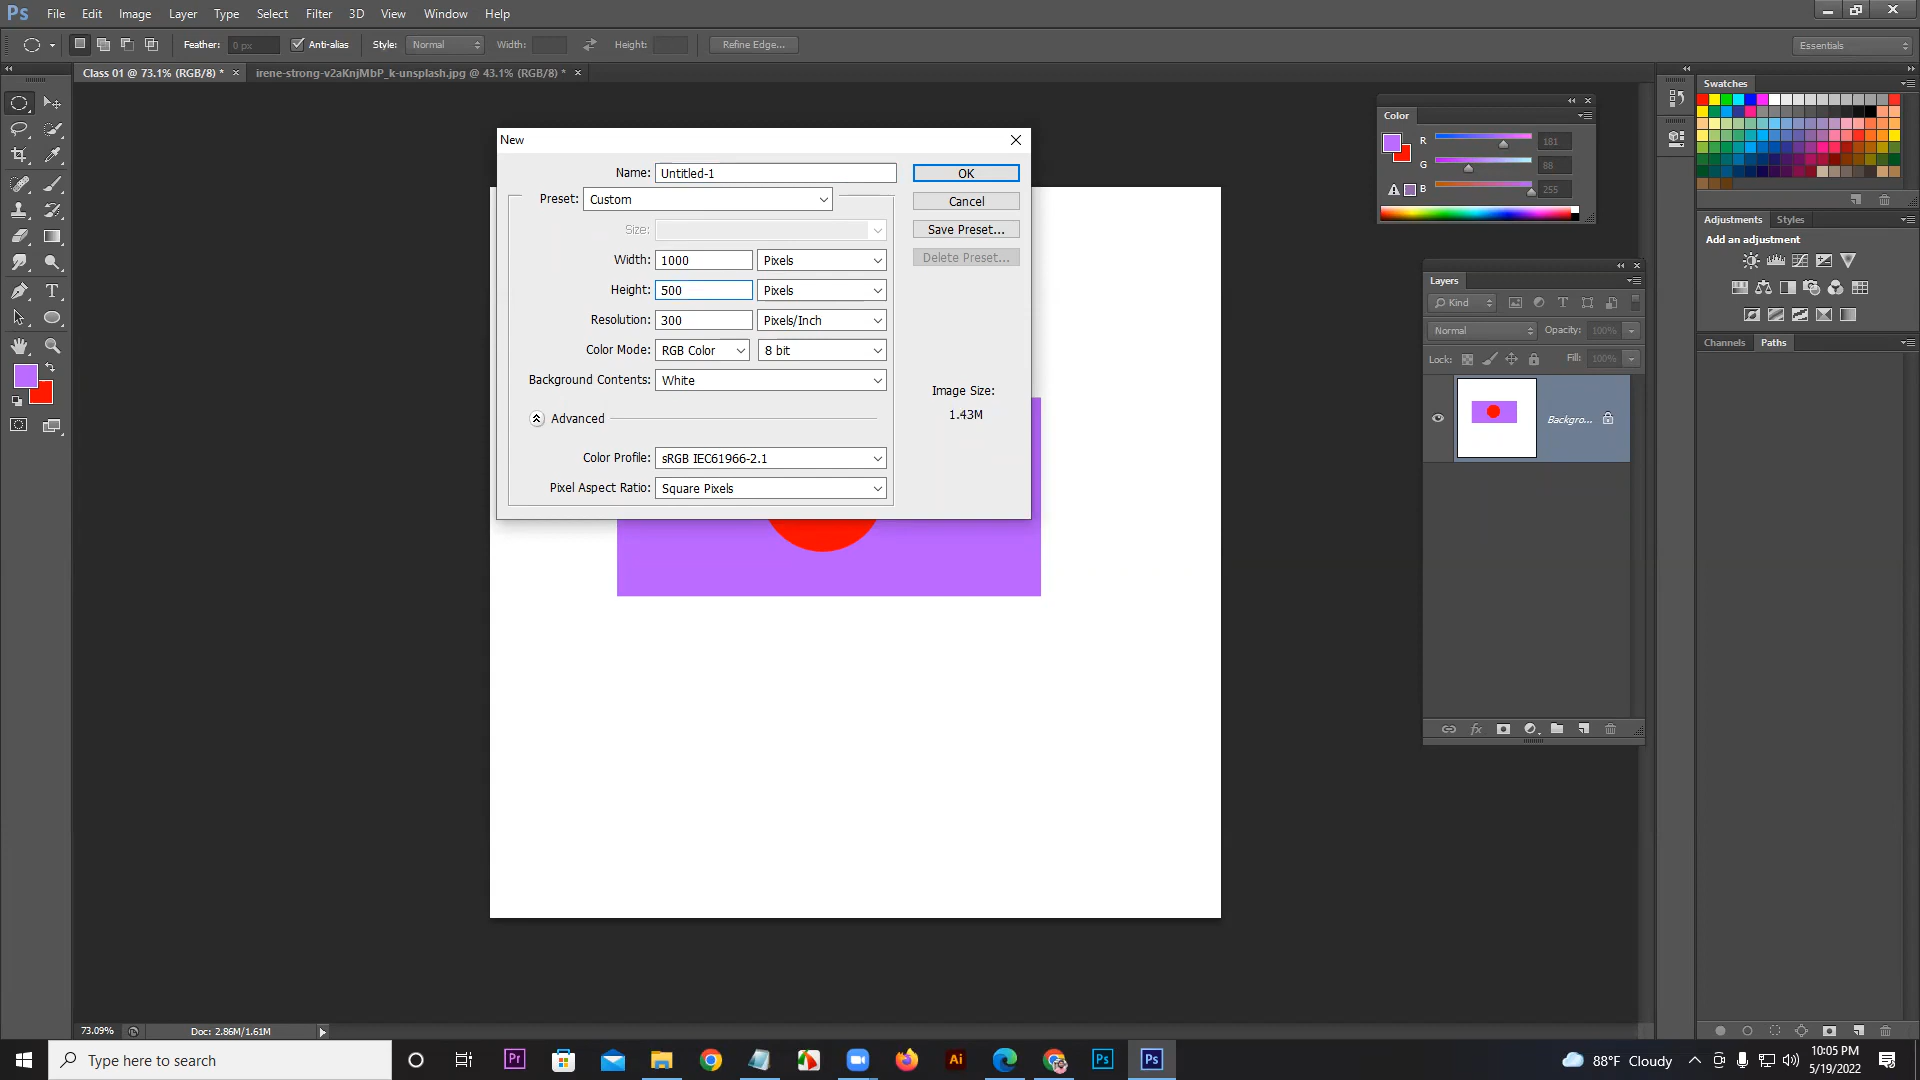 Ps File Edit Image Layer Type Select Filter 3D View Window Help
Feather: 0 px Anti-alias Style: Normal Width: Height: Refine Edge... Essentials
Class 01 @ 73.1% (RGB/8) * × irene-strong-v2aKnjMbP_k-unsplash.jpg @ 43.1% (RGB/8) * ×
Swatches
Color
R 181
G 88
B 255
New
Name: Untitled-1
OK
Preset: Custom
Cancel
Size:
Save Preset...
Width: 1000 Pixels
Delete Preset...
Height: 500 Pixels
Resolution: 300 Pixels/Inch
Color Mode: RGB Color 8 bit
Background Contents: White
Image Size:
1.43M
Advanced
Color Profile: sRGB IEC61966-2.1
Pixel Aspect Ratio: Square Pixels
Adjustments Styles
Add an adjustment
Layers
Kind
Normal Opacity: 100%
Lock: Fill: 100%
Backgro...
fx
Channels Paths
73.09% Doc: 2.86M/1.61M
Type here to search
Pr Ai Ps Ps
88°F Cloudy
10:05 PM
5/19/2022